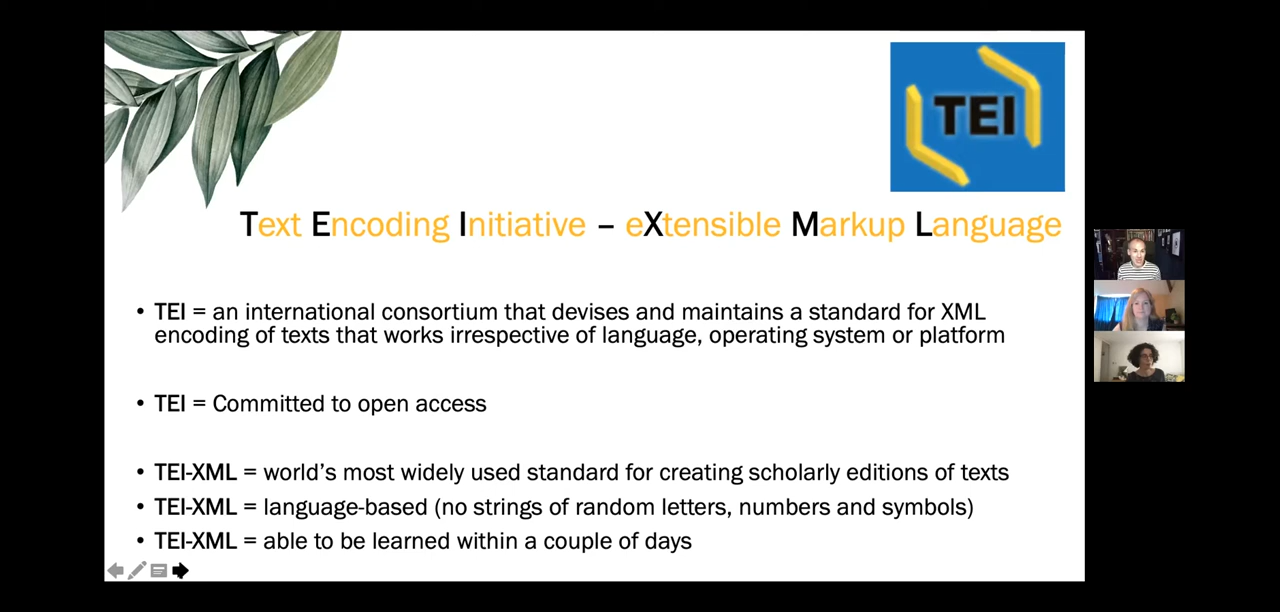 TEI
Text Encoding Initiative – eXtensible Markup Language
• TEI = an international consortium that devises and maintains a standard for XML
encoding of texts that works irrespective of language, operating system or platform
• TEI = Committed to open access
• TEI-XML = world's most widely used standard for creating scholarly editions of texts
• TEI-XML = language-based (no strings of random letters, numbers and symbols)
• TEI-XML = able to be learned within a couple of days